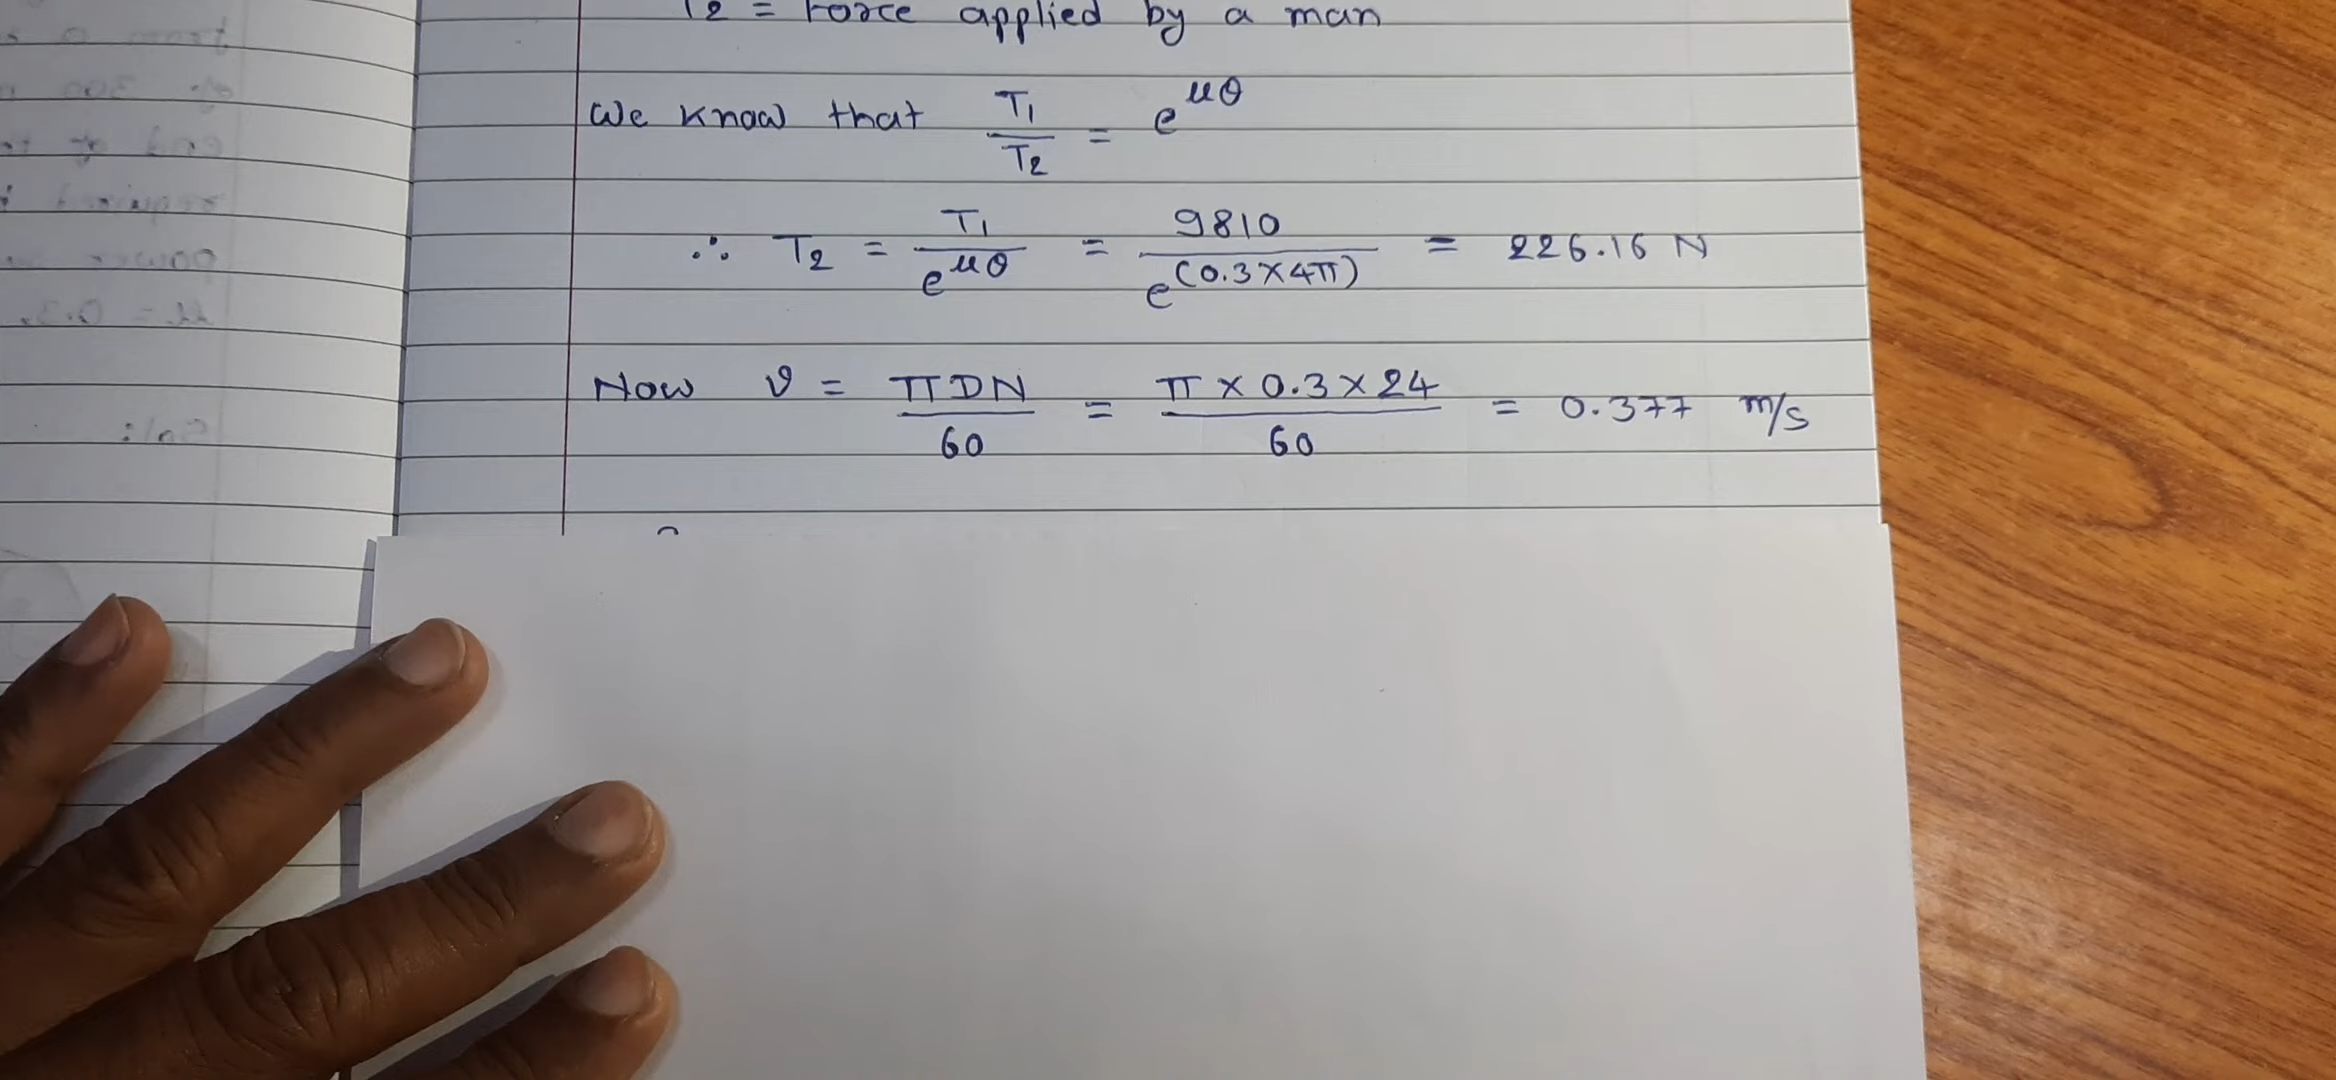 T2 = Force applied by a man
We know that T1/T2 = e^μθ
∴ T2 = T1/e^μθ = 9810/e^(0.3×4π) = 226.16 N
Now v = πDN/60 = π × 0.3 × 24/60 = 0.377 m/s